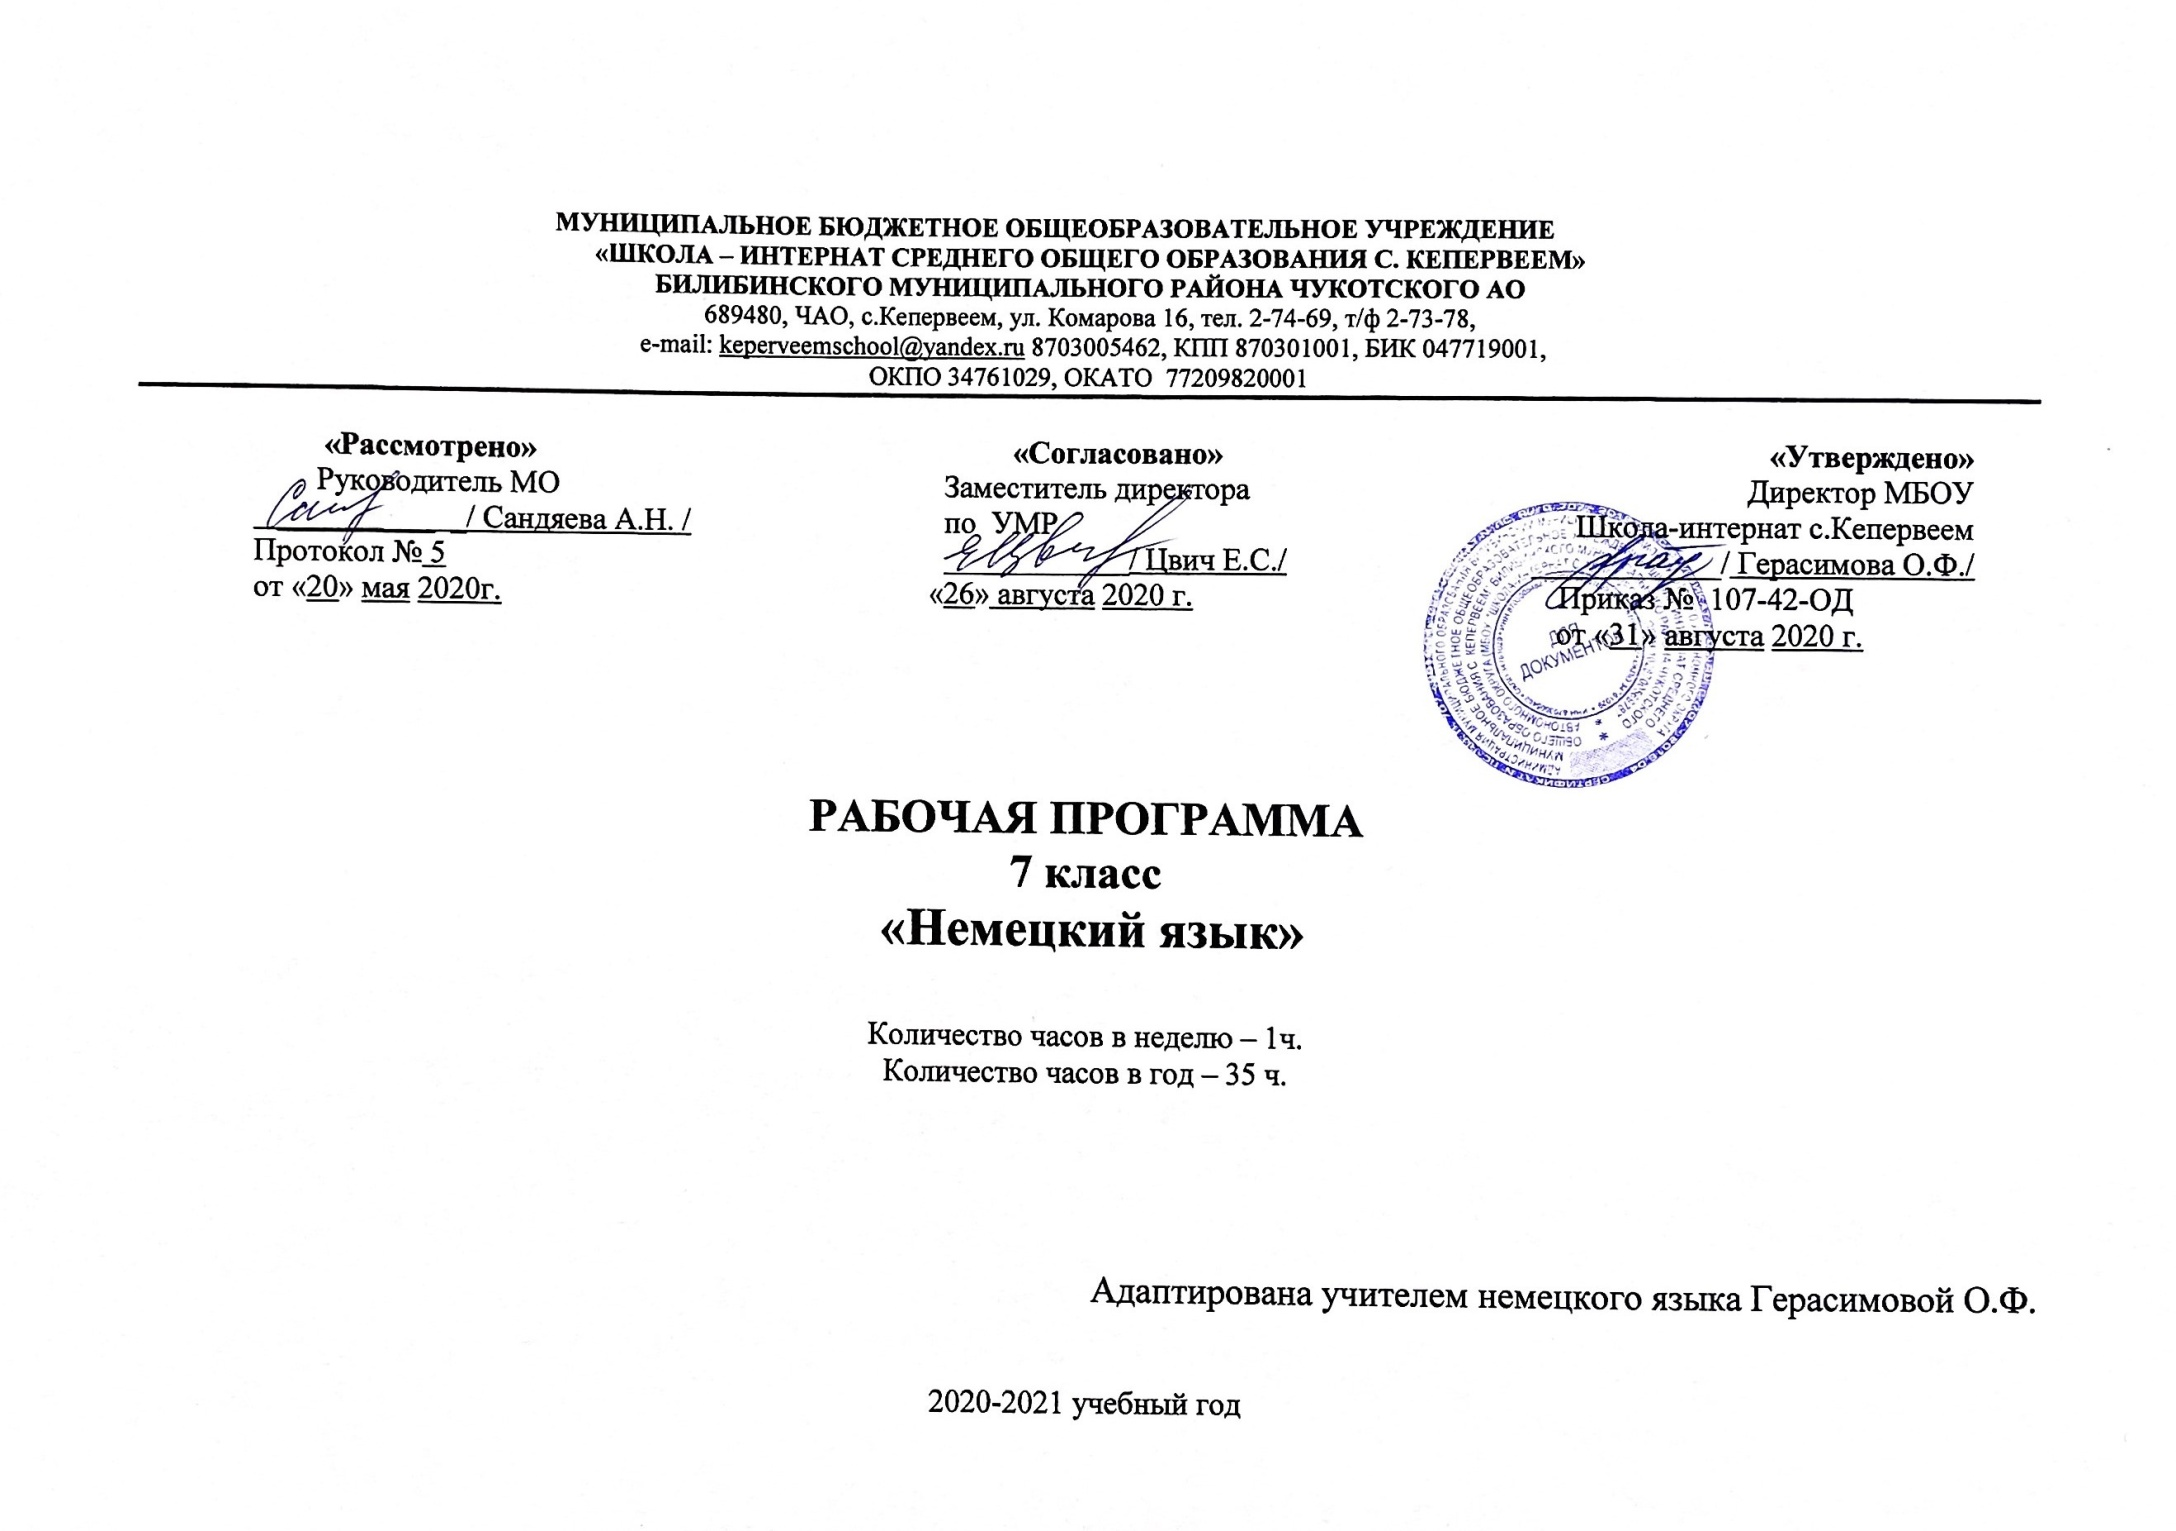 МУНИЦИПАЛЬНОЕ БЮДЖЕТНОЕ ОБЩЕОБРАЗОВАТЕЛЬНОЕ УЧРЕЖДЕНИЕ
«ШКОЛА – ИНТЕРНАТ СРЕДНЕГО ОБЩЕГО ОБРАЗОВАНИЯ С. КЕПЕРВЕЕМ»
БИЛИБИНСКОГО МУНИЦИПАЛЬНОГО РАЙОНА ЧУКОТСКОГО АО
689480, ЧАО, с.Кепервеем, ул. Комарова 16, тел. 2-74-69, т/ф 2-73-78,
e-mail: keperveemschool@yandex.ru 8703005462, КПП 870301001, БИК 047719001,
ОКПО 34761029, ОКАТО 77209820001
«Рассмотрено»
Руководитель МО
/ Сандяева А.Н. /
Протокол № 5
от «20» мая 2020г.
«Согласовано»
Заместитель директора
по УМР
/ Цвич Е.С./
«26» августа 2020 г.
«Утверждено»
Директор МБОУ
Школа-интернат с.Кепервеем
/ Герасимова О.Ф./
Приказ № 107-42-ОД
от «31» августа 2020 г.
ДЛЯ
ДОКУМЕНТОВ
РАБОЧАЯ ПРОГРАММА
7 класс
«Немецкий язык»
Количество часов в неделю – 1ч.
Количество часов в год – 35 ч.
Адаптирована учителем немецкого языка Герасимовой О.Ф.
2020-2021 учебный год